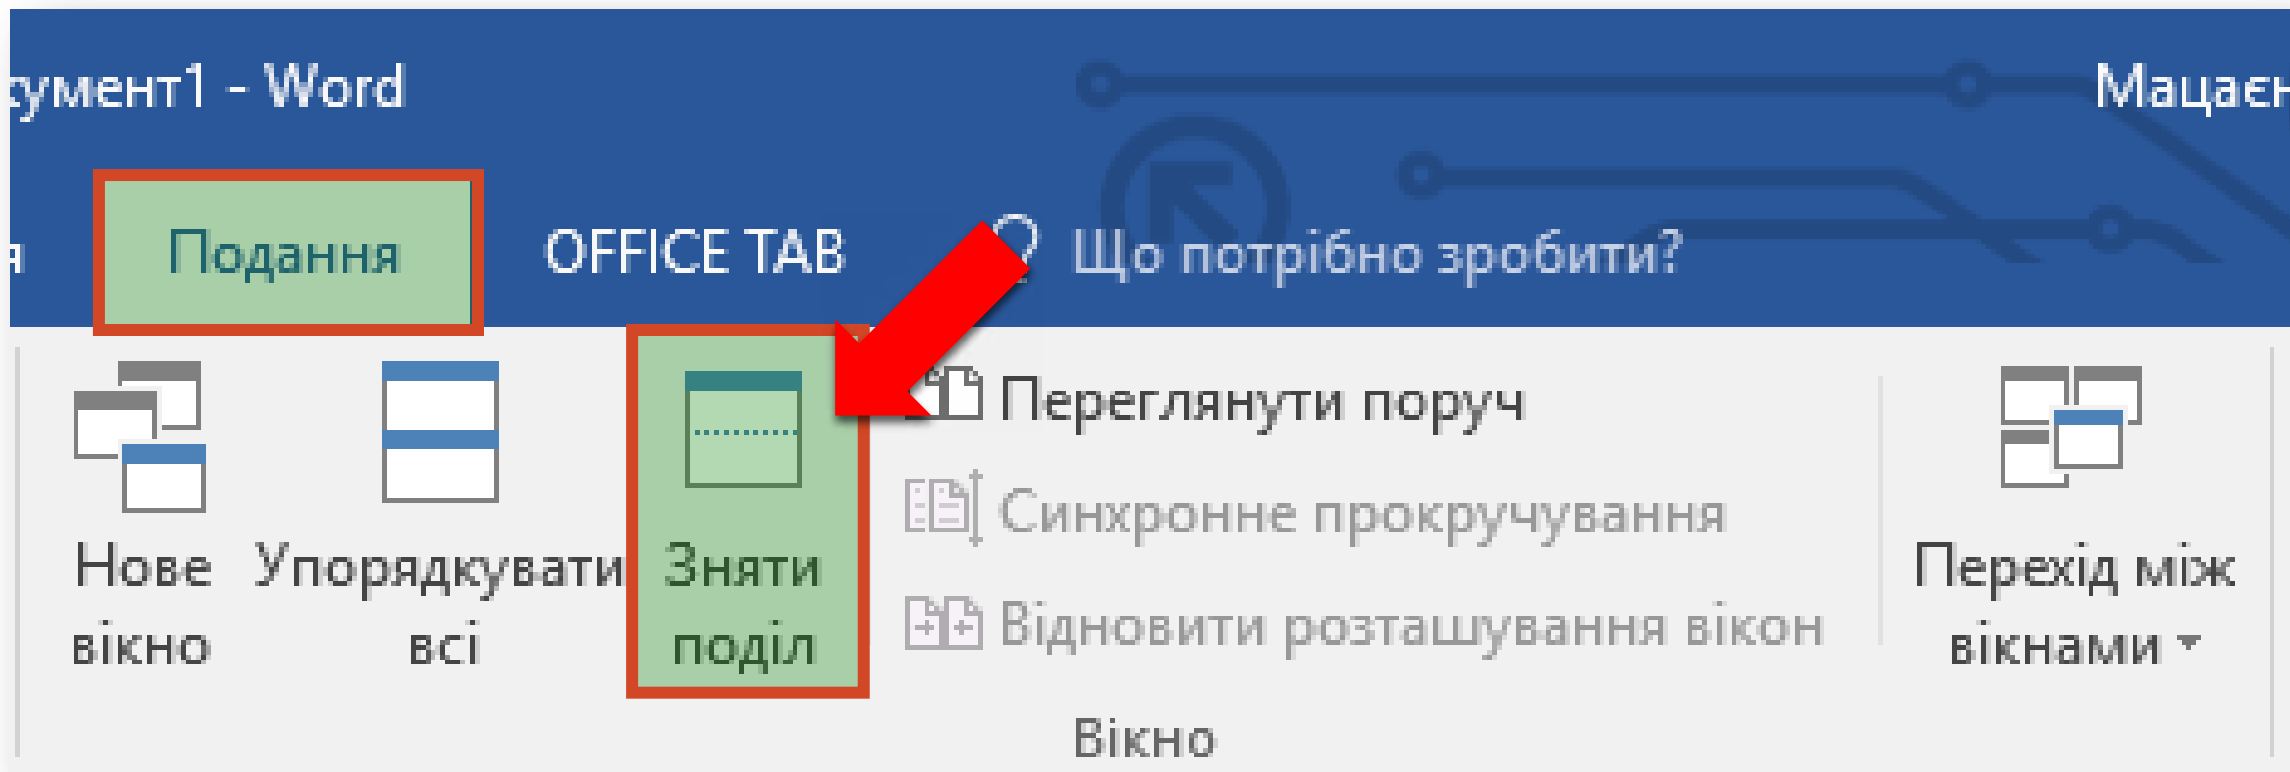 кумент1 - Word
Мацаєн
я Подання OFFICE TAB Що потрібно зробити?
Нове вікно
Упорядкувати всі
Зняти поділ
Переглянути поруч
Синхронне прокручування
Відновити розташування вікон
Перехід між вікнами
Вікно